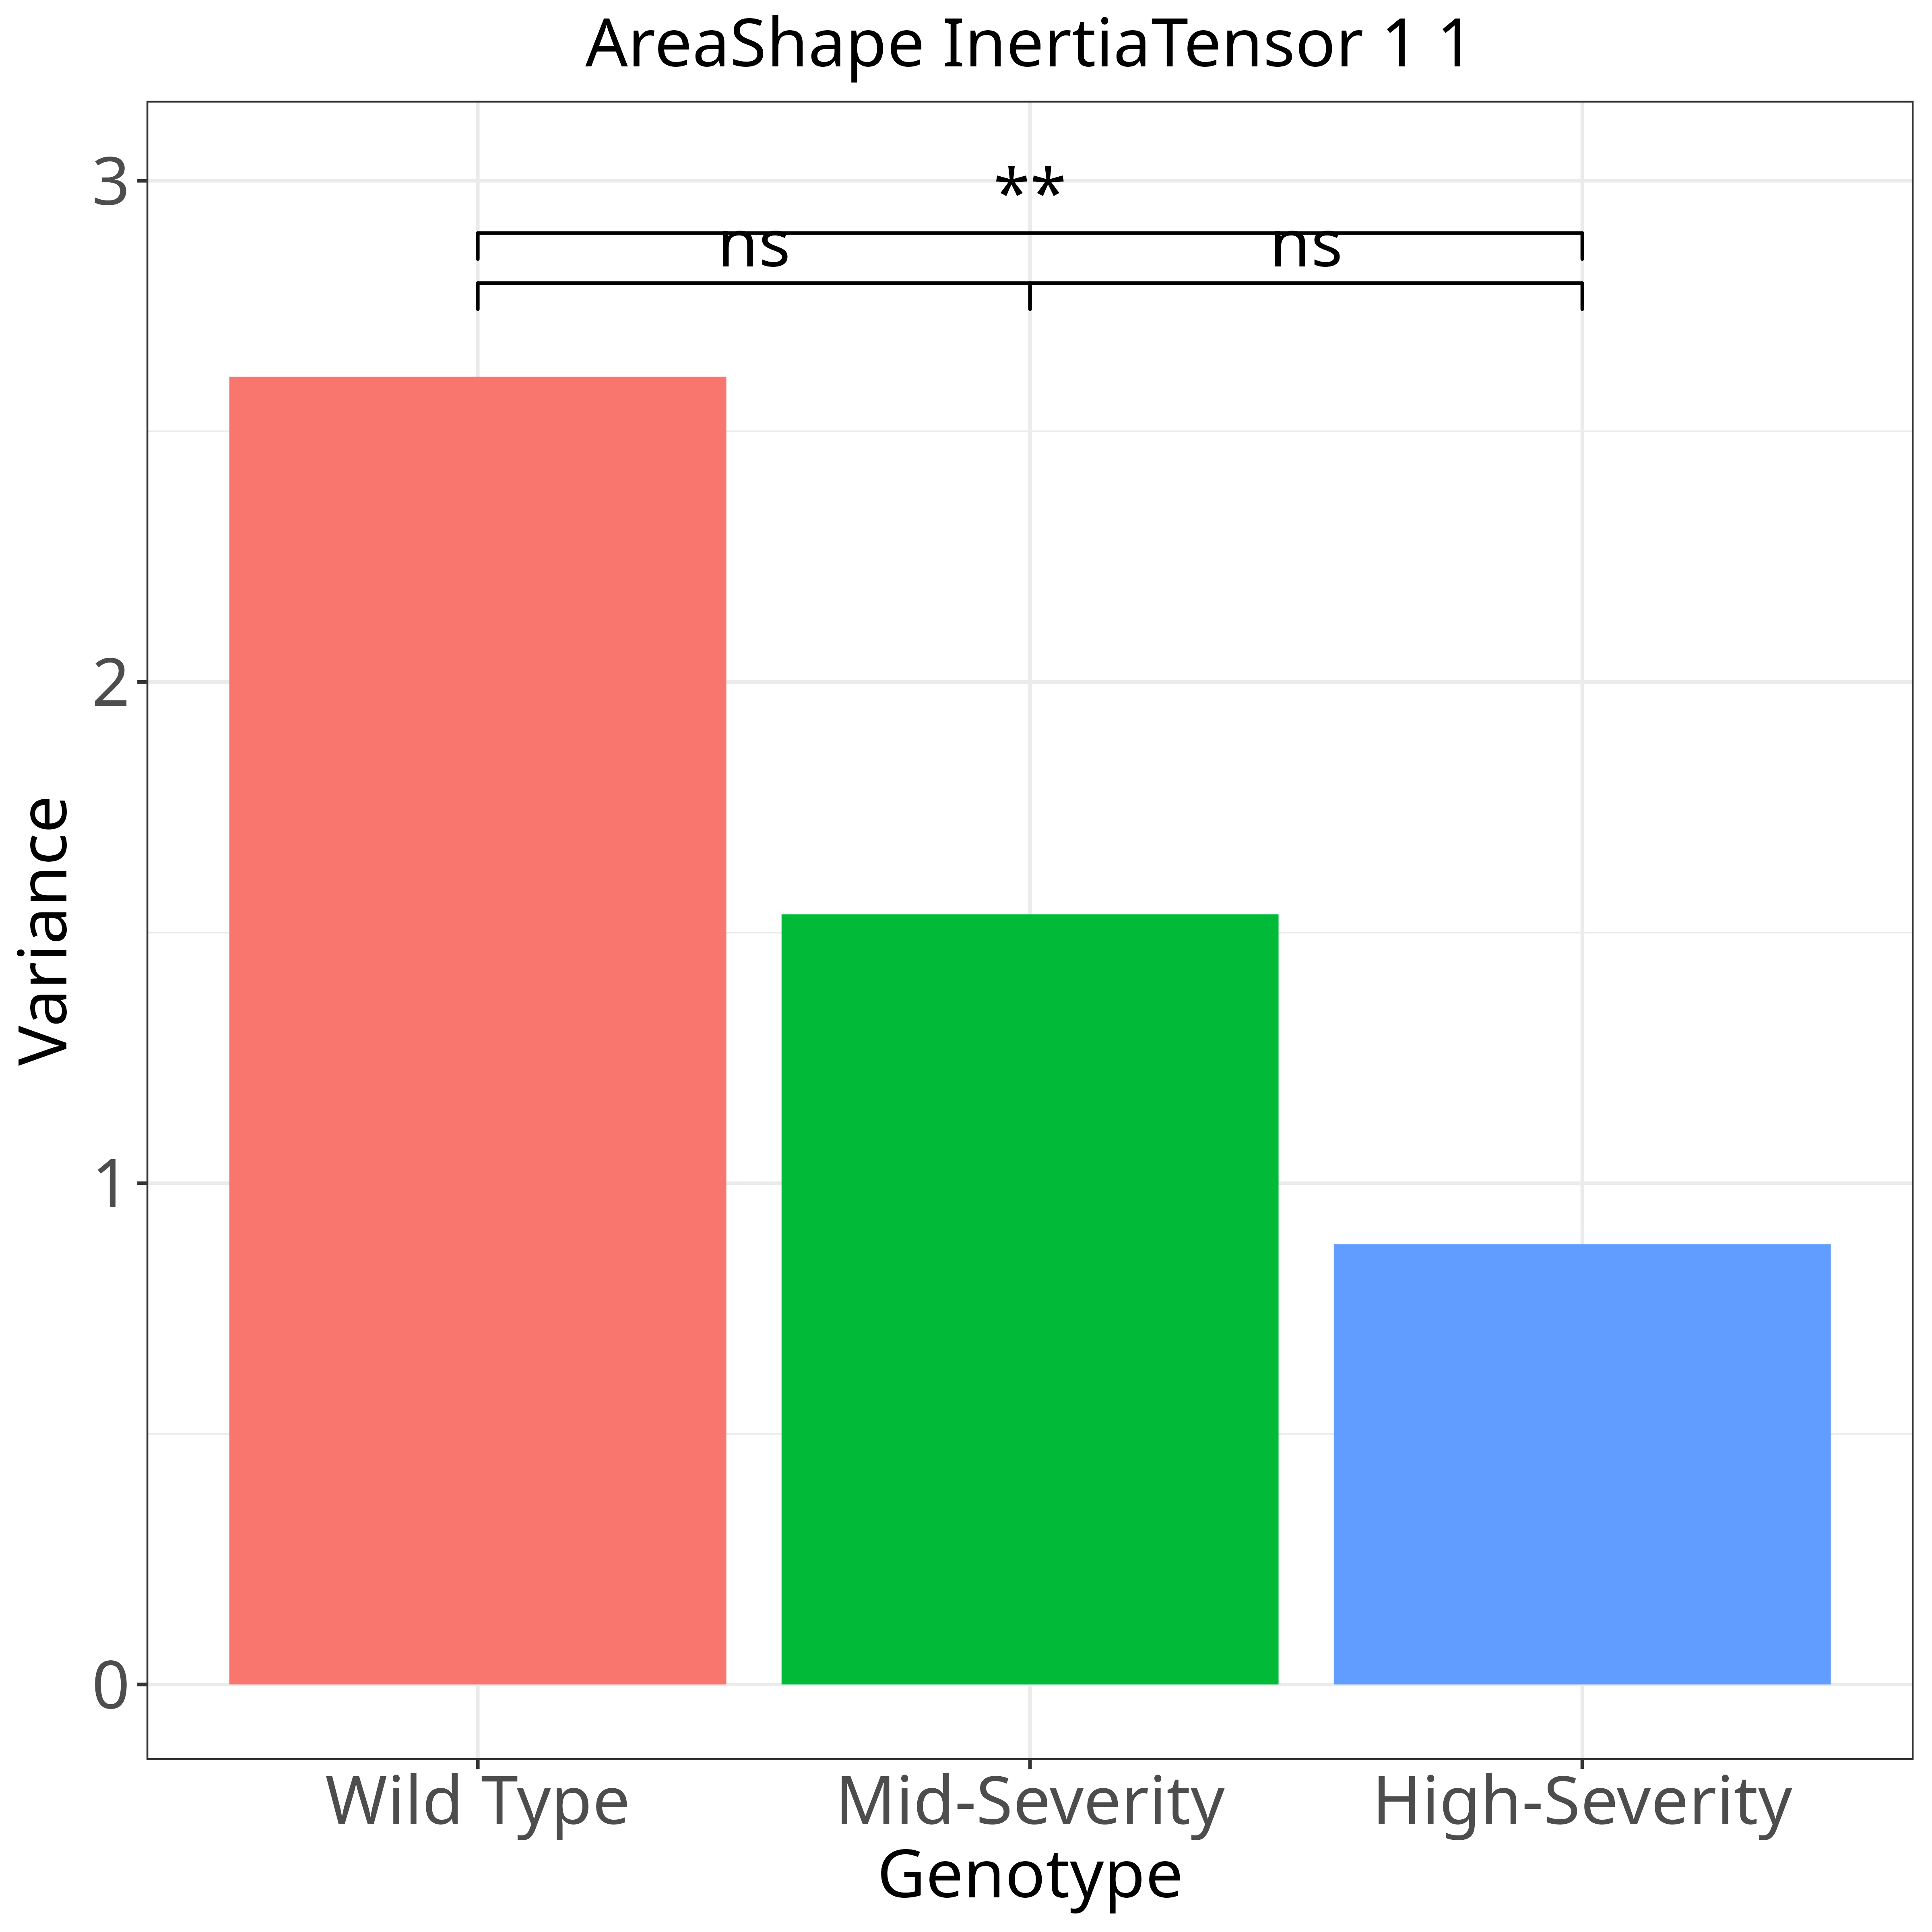 AreaShape InertiaTensor 1 1
3
**
ns ns
2
1
0
Variance
Wild Type Mid-Severity High-Severity
Genotype